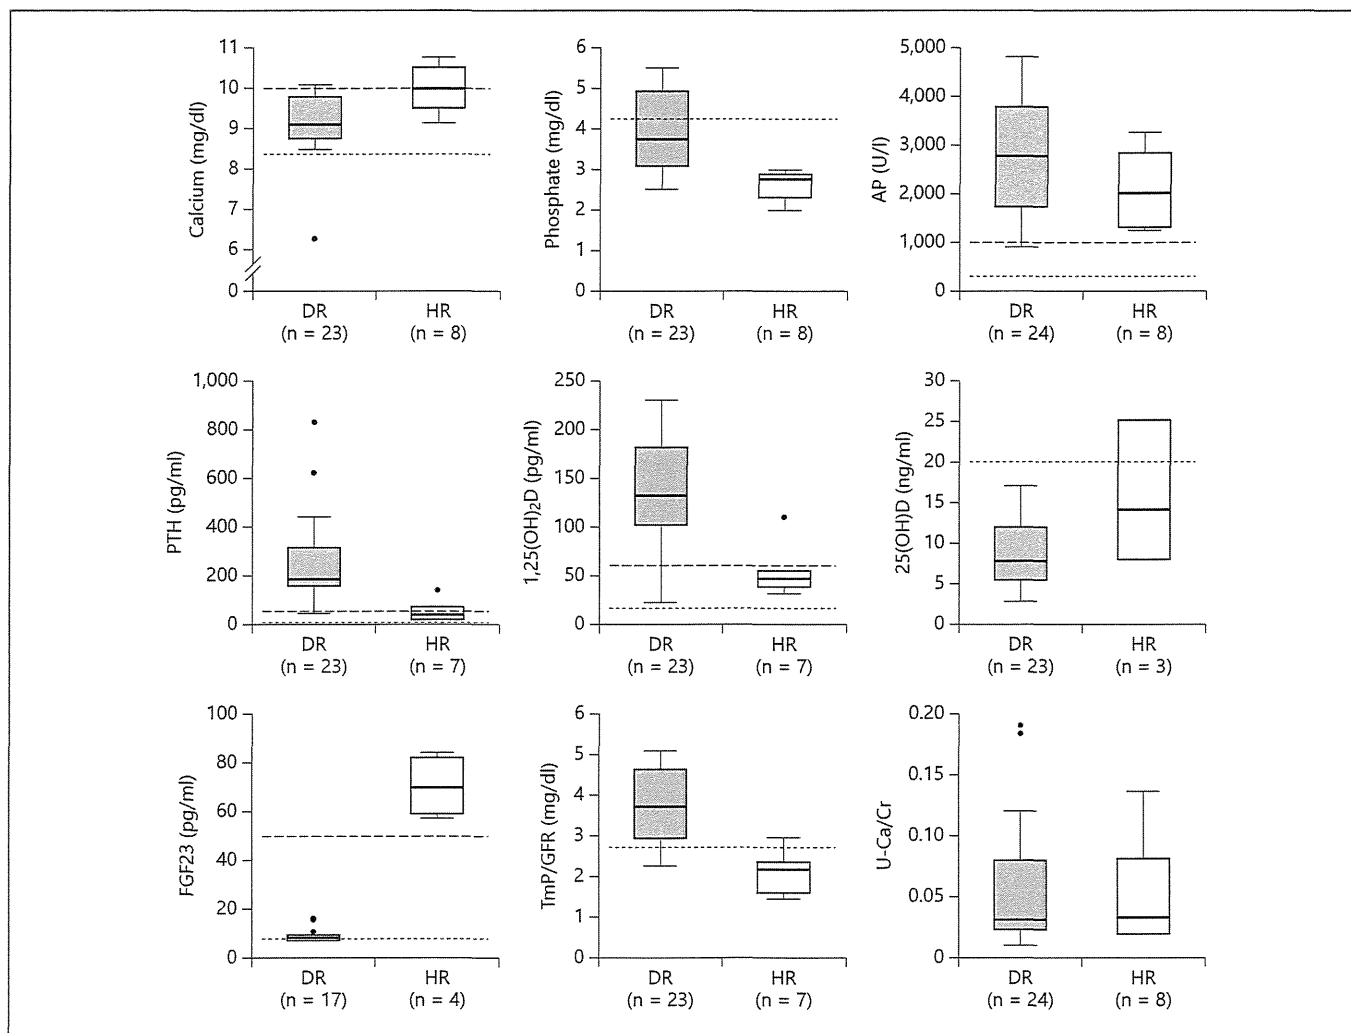 Calcium (mg/dl)
11
10
9
8
7
6
0
DR
(n = 23)
HR
(n = 8)
Phosphate (mg/dl)
6
5
4
3
2
1
0
DR
(n = 23)
HR
(n = 8)
AP (U/l)
5,000
4,000
3,000
2,000
1,000
0
DR
(n = 24)
HR
(n = 8)
PTH (pg/ml)
1,000
800
600
400
200
0
DR
(n = 23)
HR
(n = 7)
1,25(OH)₂D (pg/ml)
250
200
150
100
50
0
DR
(n = 23)
HR
(n = 7)
25(OH)D (ng/ml)
30
25
20
15
10
5
0
DR
(n = 23)
HR
(n = 3)
FGF23 (pg/ml)
100
80
60
40
20
0
DR
(n = 17)
HR
(n = 4)
TmP/GFR (mg/dl)
6
5
4
3
2
1
0
DR
(n = 23)
HR
(n = 7)
U-Ca/Cr
0.20
0.15
0.10
0.05
0
DR
(n = 24)
HR
(n = 8)